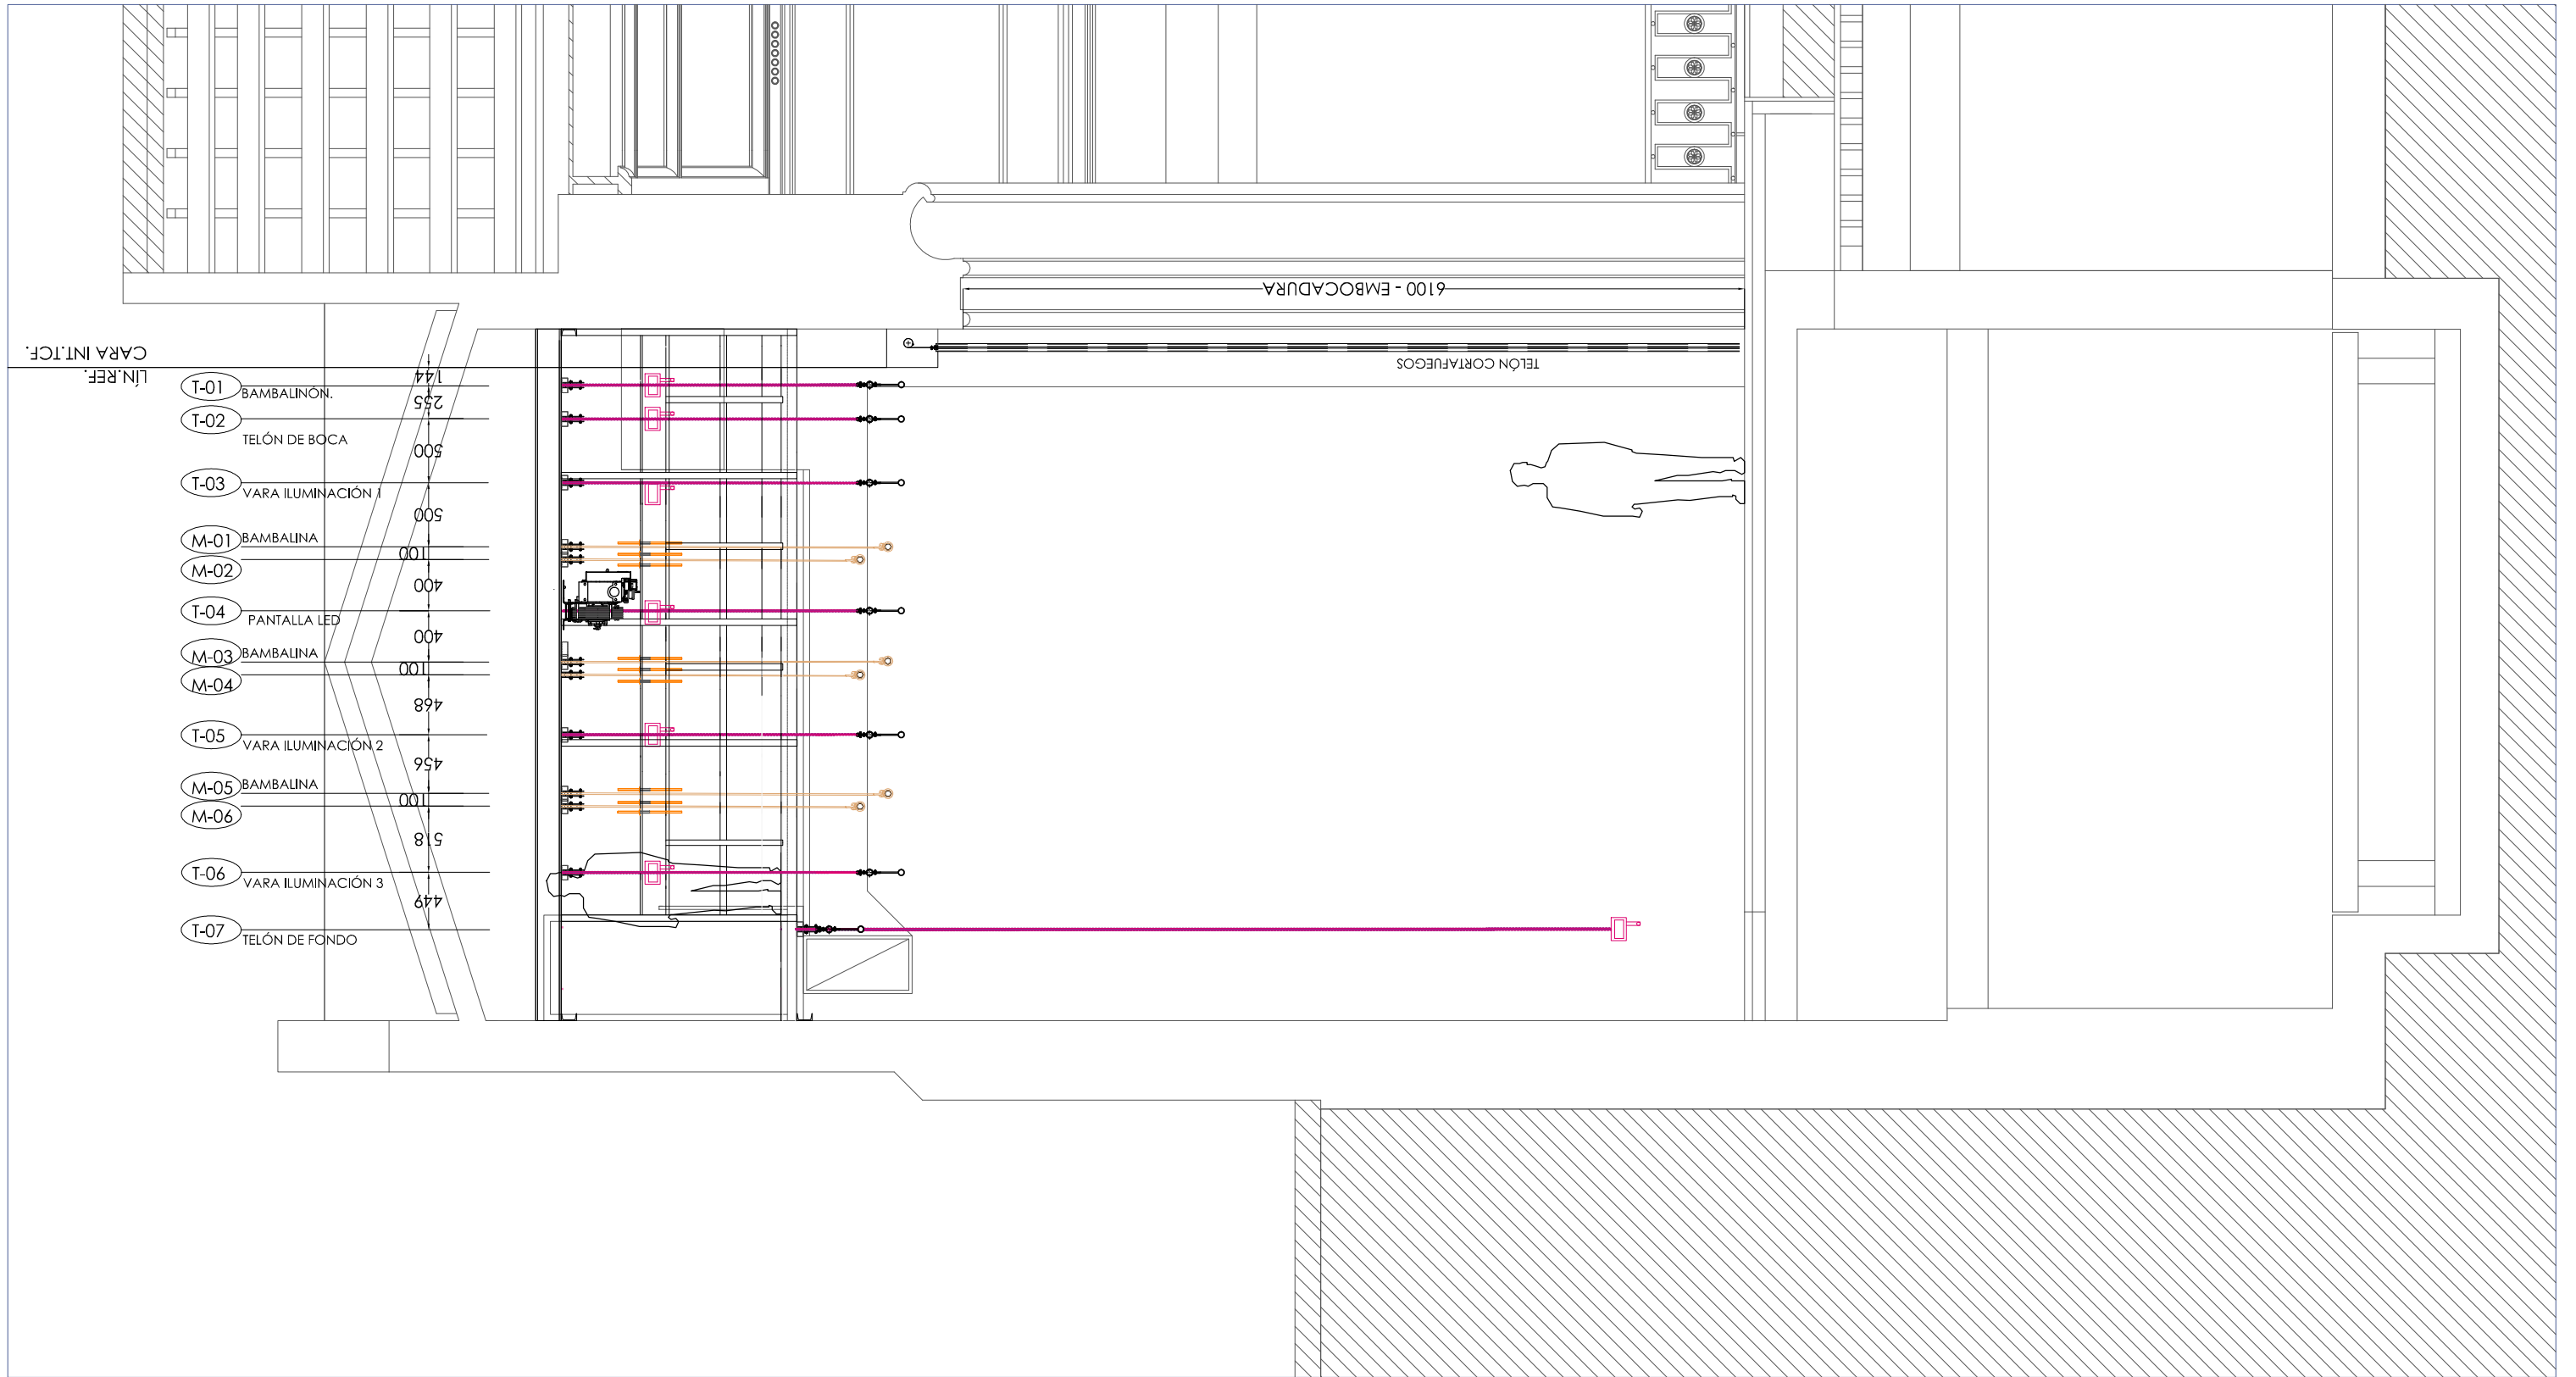 6100 - EMBOCADURA
CARA INT.TCF.
LÍN.REF.
TELÓN CORTAFUEGOS
144
T-01 BAMBALINÓN.
255
T-02
TELÓN DE BOCA
500
T-03 VARA ILUMINACIÓN 1
500
M-01 BAMBALINA
100
M-02
400
T-04 PANTALLA LED
400
M-03 BAMBALINA
100
M-04
468
T-05 VARA ILUMINACIÓN 2
456
M-05 BAMBALINA
100
M-06
518
T-06 VARA ILUMINACIÓN 3
449
T-07 TELÓN DE FONDO